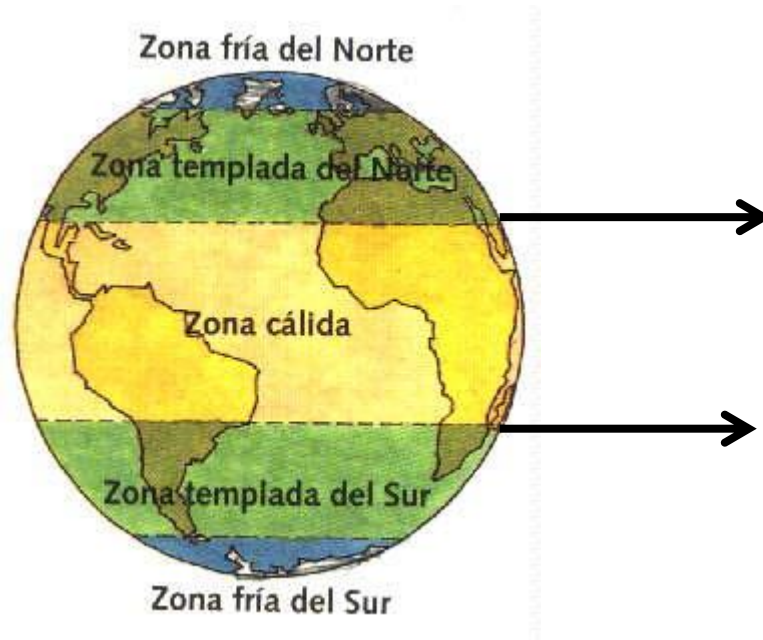 Zona fría del Norte
Zona templada del Norte
Zona cálida
Zona templada del Sur
Zona fría del Sur